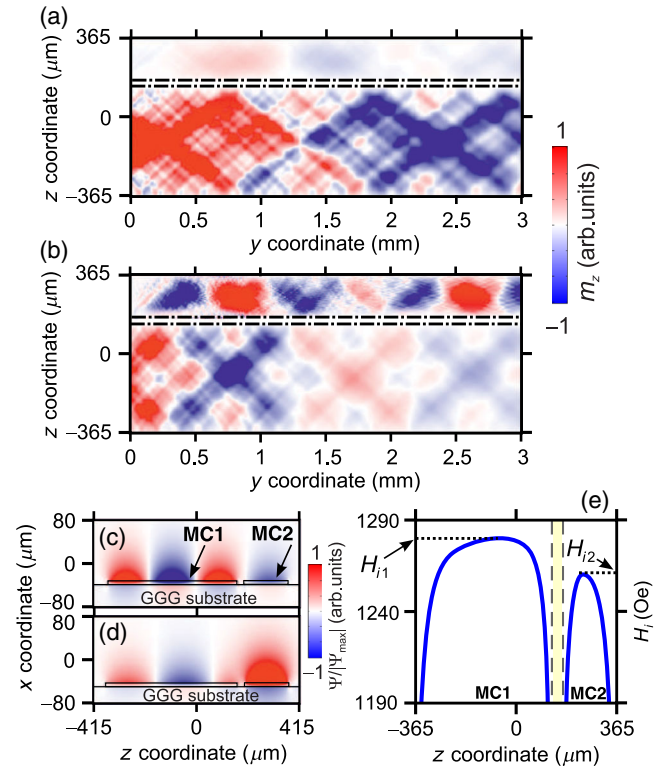 (a)
365
0
−365
z coordinate (μm)
0 0.5 1 1.5 2 2.5 3
y coordinate (mm)
(b)
365
0
−365
z coordinate (μm)
0 0.5 1 1.5 2 2.5 3
y coordinate (mm)
1
−1
m_z (arb.units)
(c)
80
0
−80
MC1
MC2
GGG substrate
(d)
80
0
−80
GGG substrate
x coordinate (μm)
−415 0 415
z coordinate (μm)
1
−1
Ψ/|Ψ_max| (arb.units)
(e)
1290
1260
1190
H_i1
H_i2
MC1
MC2
H_i (Oe)
−365 0 365
z coordinate (μm)